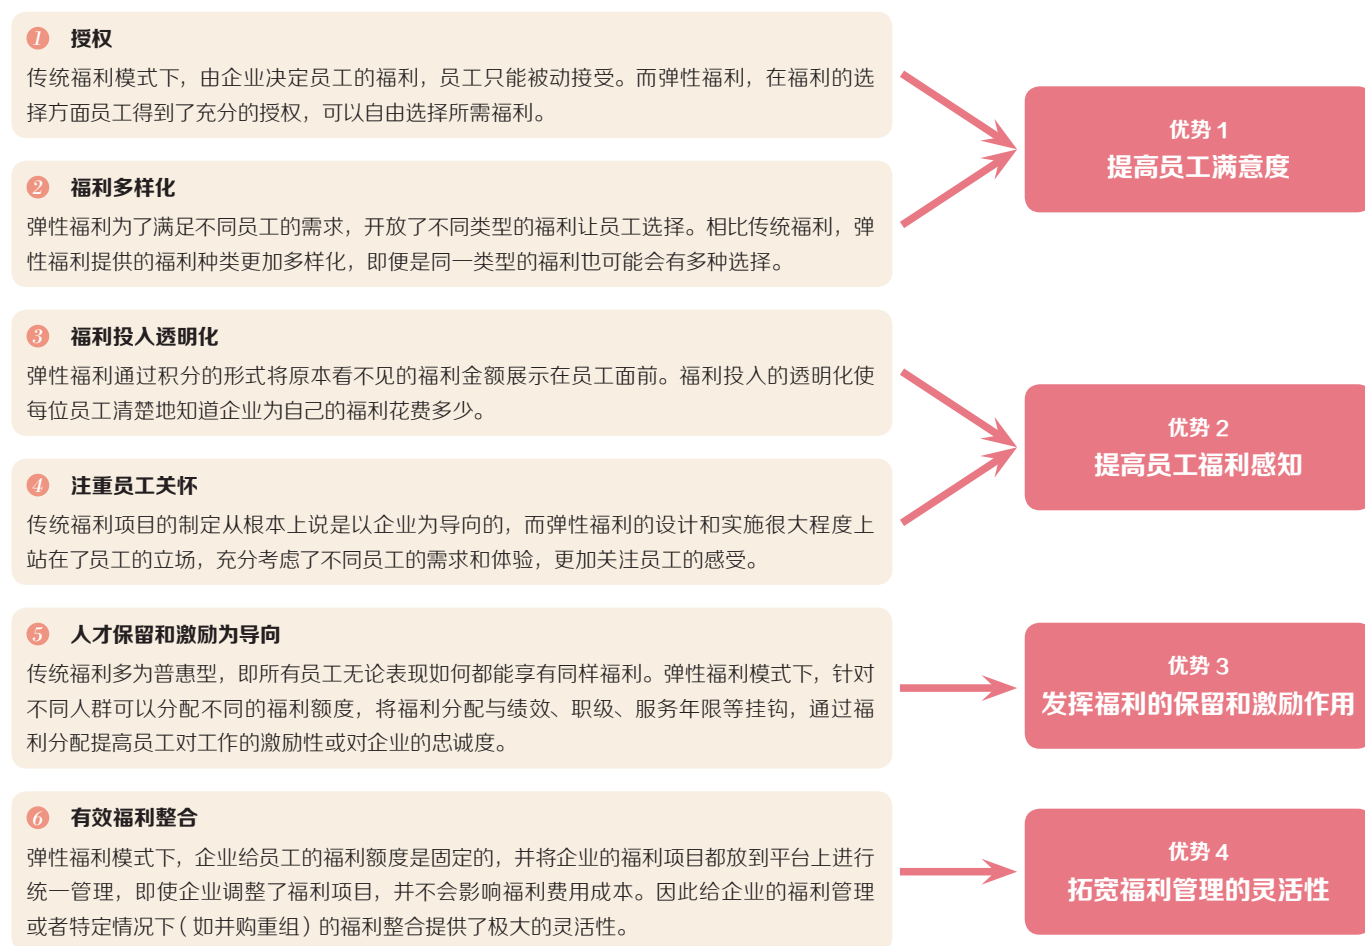 1 授权
传统福利模式下，由企业决定员工的福利，员工只能被动接受。而弹性福利，在福利的选
择方面员工得到了充分的授权，可以自由选择所需福利。
2 福利多样化
弹性福利为了满足不同员工的需求，开放了不同类型的福利让员工选择。相比传统福利，弹
性福利提供的福利种类更加多样化，即便是同一类型的福利也可能会有多种选择。
优势 1
提高员工满意度
3 福利投入透明化
弹性福利通过积分的形式将原本看不见的福利金额展示在员工面前。福利投入的透明化使
每位员工清楚地知道企业为自己的福利花费多少。
4 注重员工关怀
传统福利项目的制定从根本上说是以企业为导向的，而弹性福利的设计和实施很大程度上
站在了员工的立场，充分考虑了不同员工的需求和体验，更加关注员工的感受。
优势 2
提高员工福利感知
5 人才保留和激励为导向
传统福利多为普惠型，即所有员工无论表现如何都能享有同样福利。弹性福利模式下，针对
不同人群可以分配不同的福利额度，将福利分配与绩效、职级、服务年限等挂钩，通过福
利分配提高员工对工作的激励性或对企业的忠诚度。
优势 3
发挥福利的保留和激励作用
6 有效福利整合
弹性福利模式下，企业给员工的福利额度是固定的，并将企业的福利项目都放到平台上进行
统一管理，即使企业调整了福利项目，并不会影响福利费用成本。因此给企业的福利管理
或者特定情况下（如并购重组）的福利整合提供了极大的灵活性。
优势 4
拓宽福利管理的灵活性